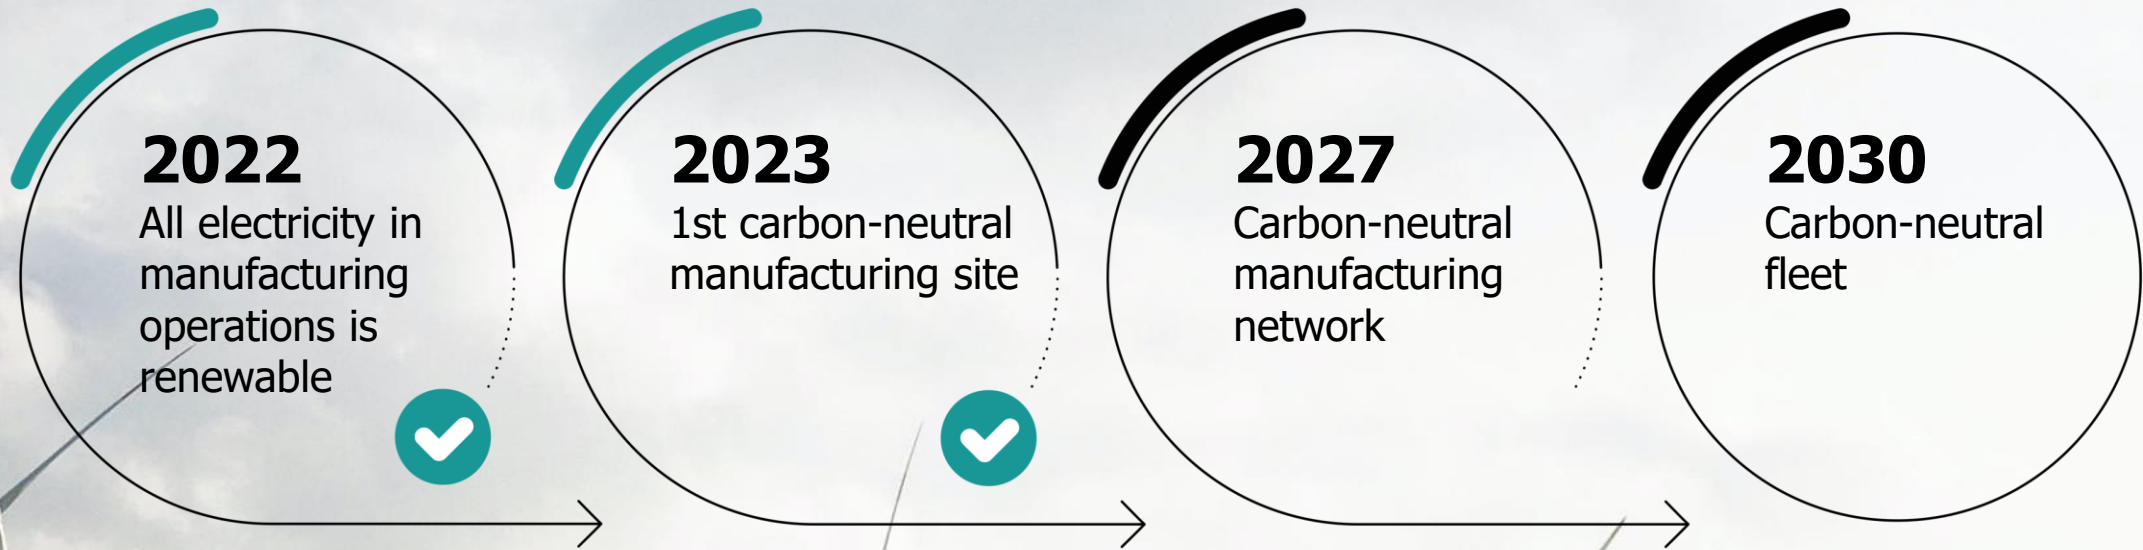 2022
All electricity in
manufacturing
operations is
renewable
2023
1st carbon-neutral
manufacturing site
2027
Carbon-neutral
manufacturing
network
2030
Carbon-neutral
fleet